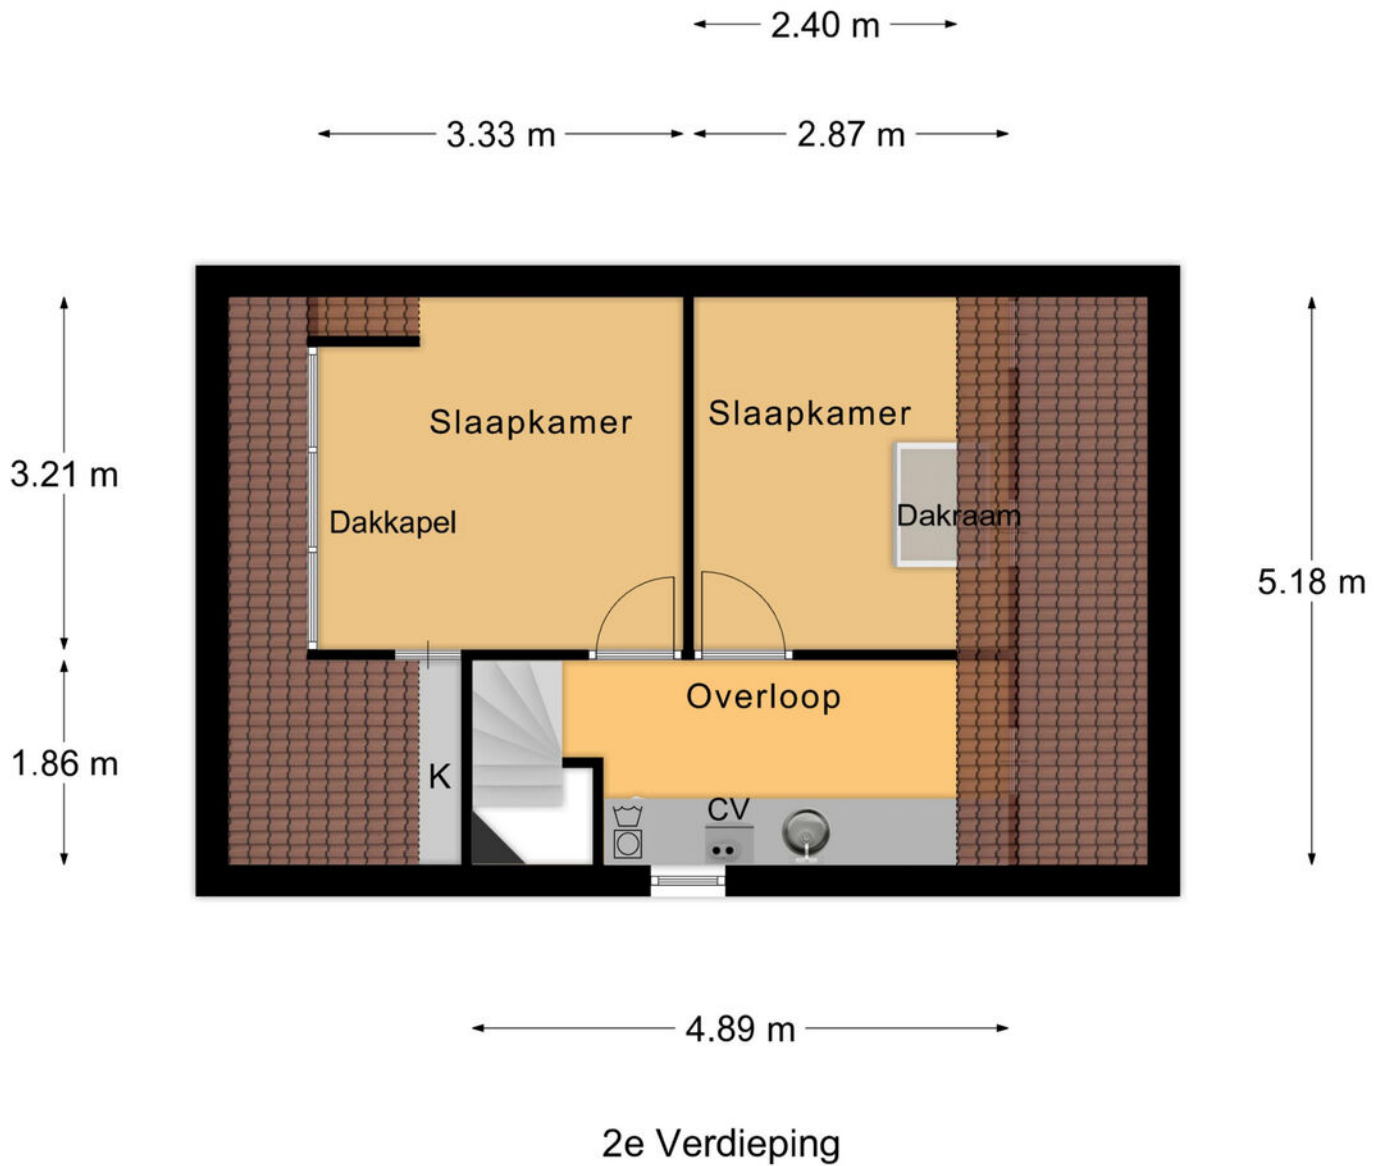 2.40 m
3.33 m
2.87 m
Slaapkamer
Slaapkamer
3.21 m
Dakkapel
Dakraam
5.18 m
Overloop
1.86 m
K
CV
4.89 m
2e Verdieping